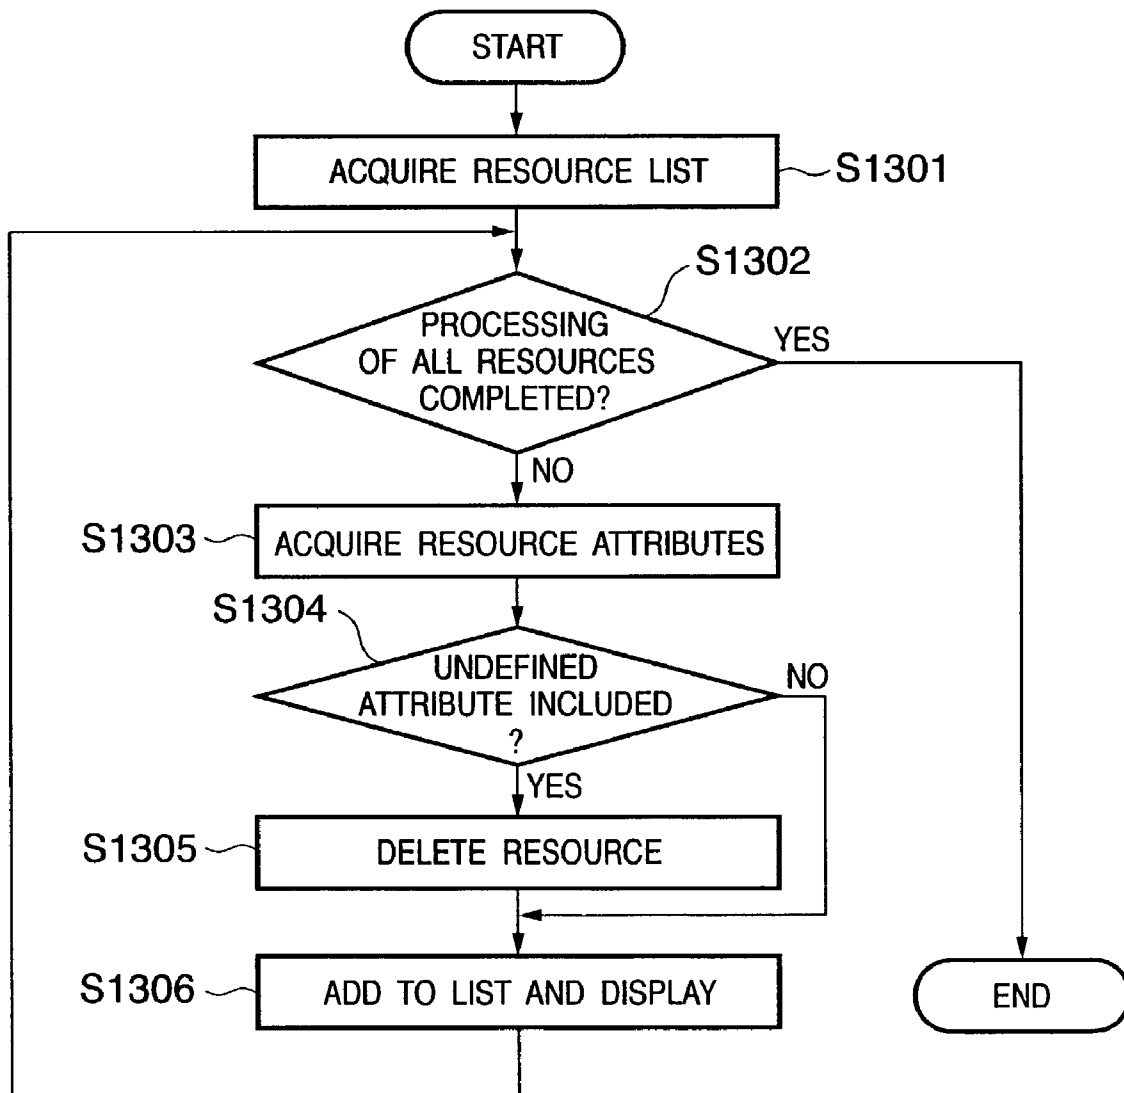 START
ACQUIRE RESOURCE LIST
S1301
S1302
PROCESSING
OF ALL RESOURCES
COMPLETED?
YES
NO
S1303
ACQUIRE RESOURCE ATTRIBUTES
S1304
UNDEFINED
ATTRIBUTE INCLUDED
?
NO
YES
S1305
DELETE RESOURCE
S1306
ADD TO LIST AND DISPLAY
END